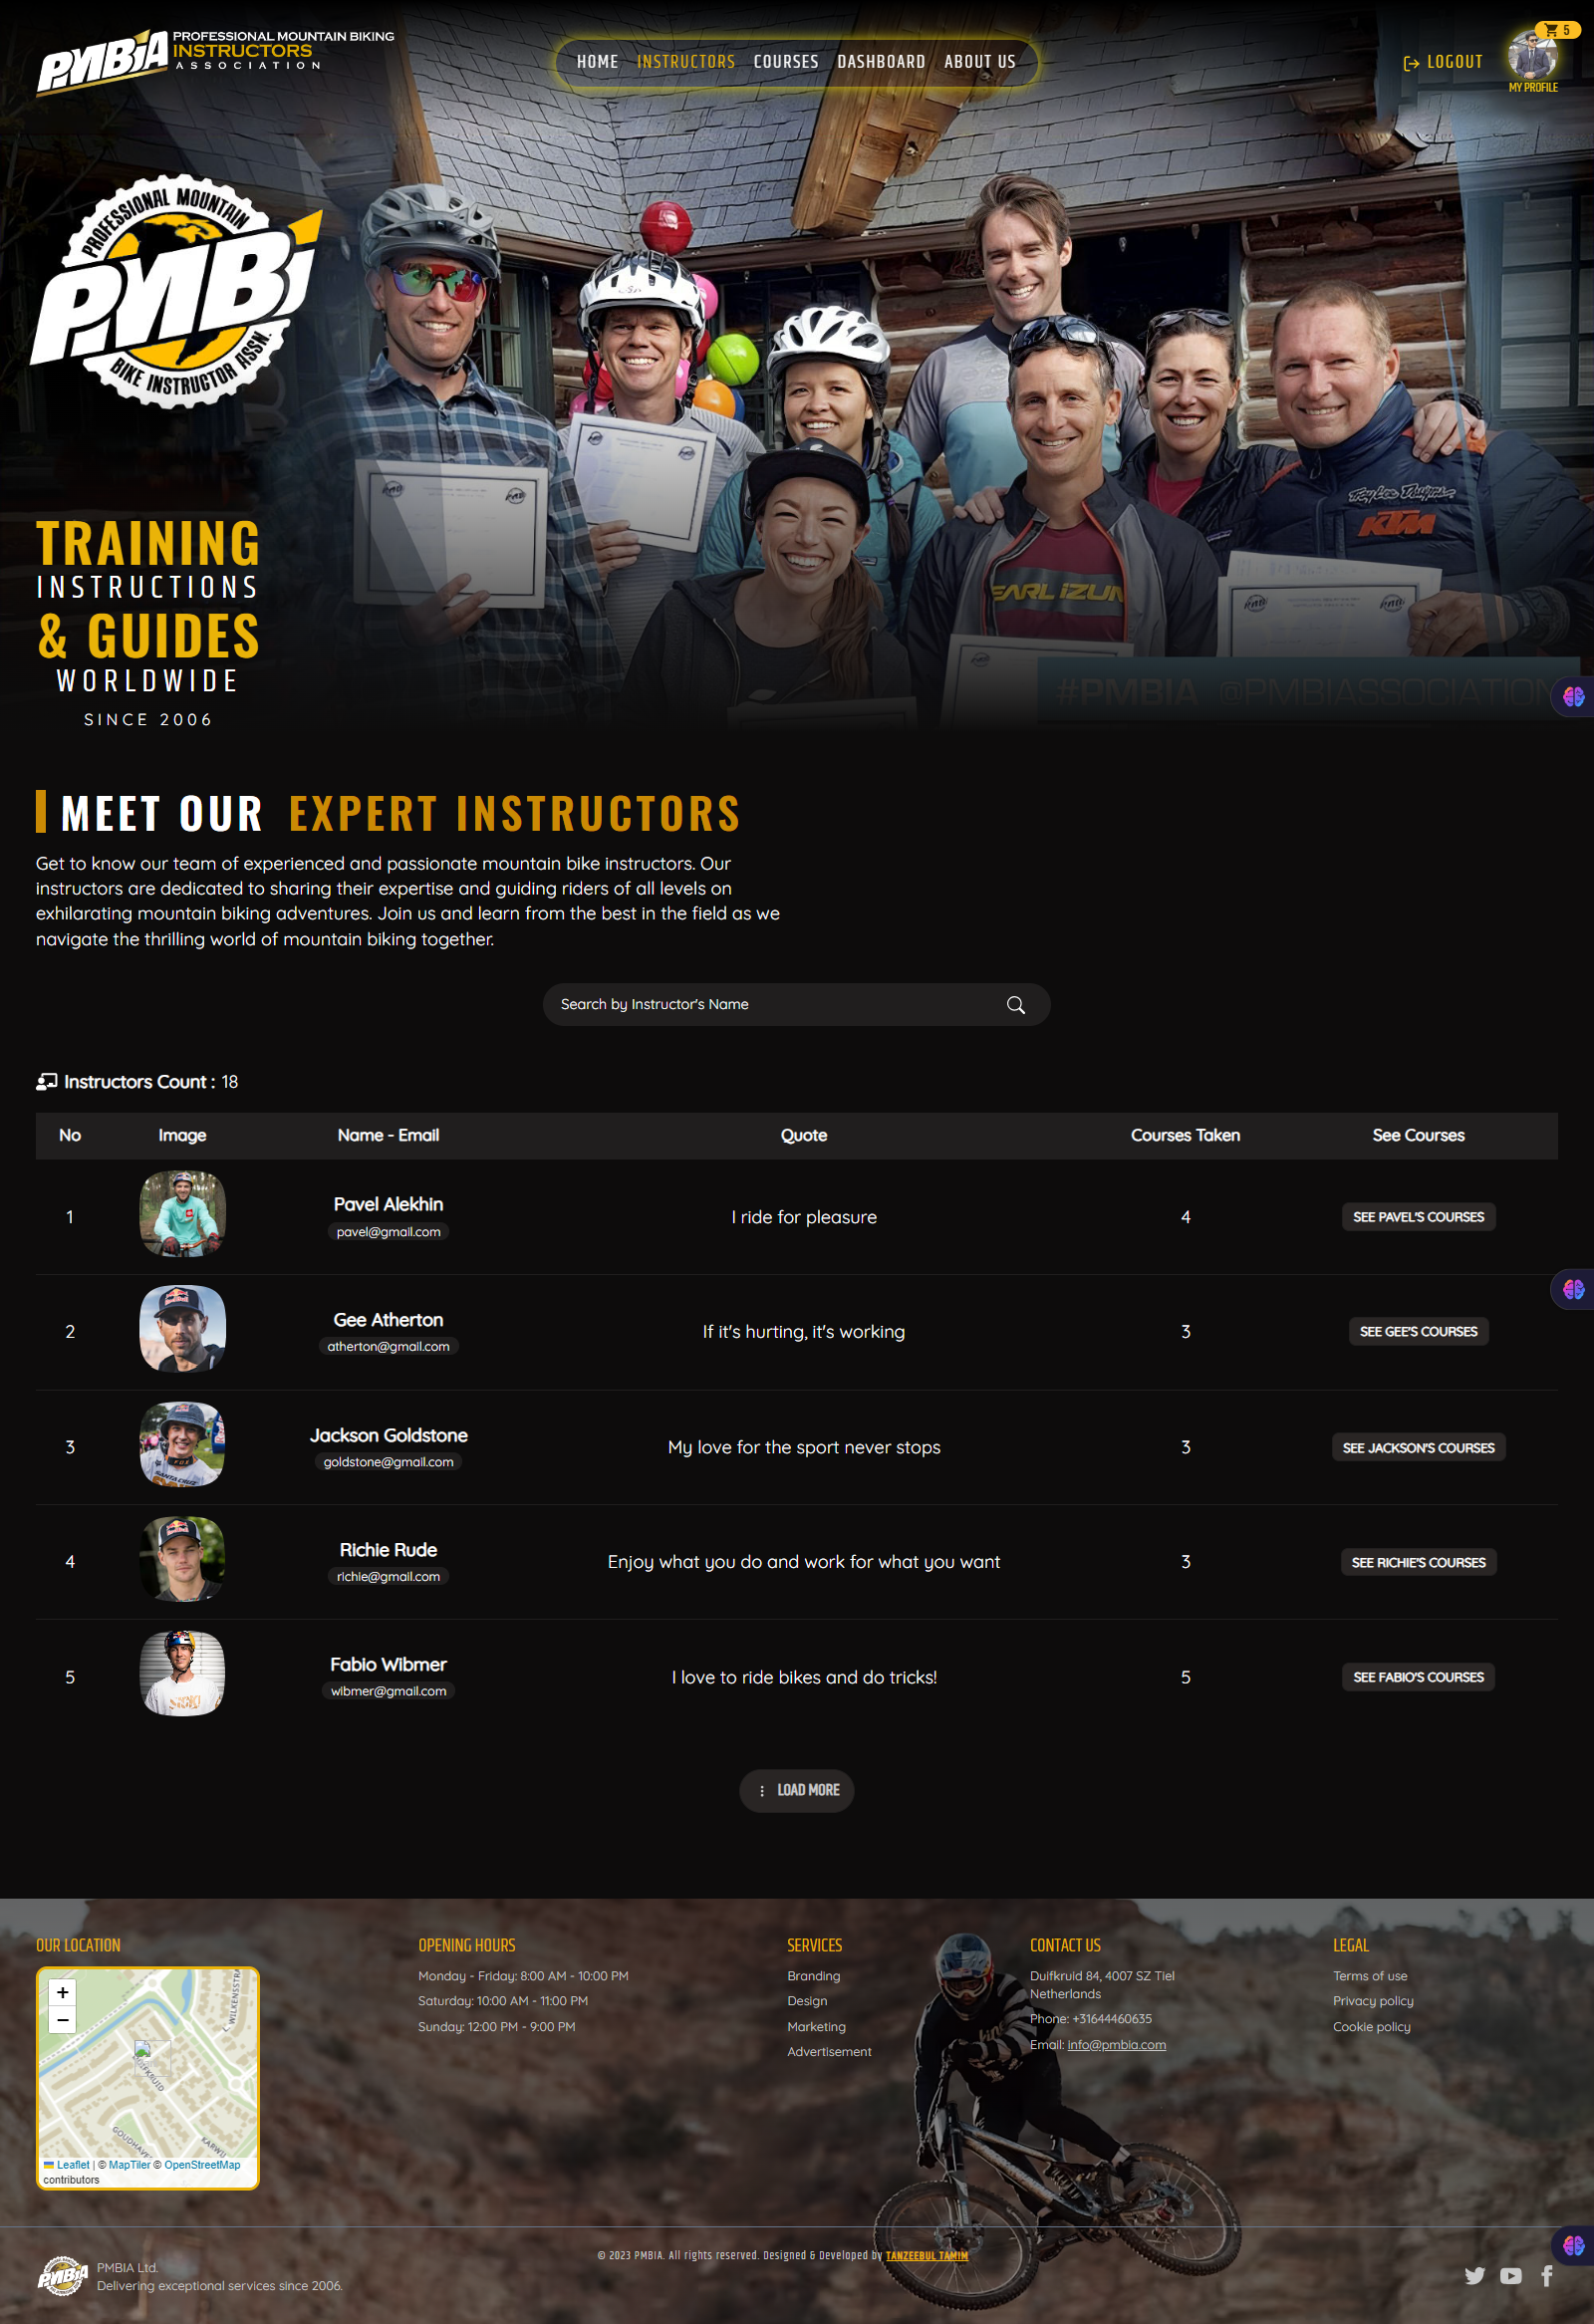 PMBiA
PROFESSIONAL MOUNTAIN BIKING
INSTRUCTORS
ASSOCIATION
HOME INSTRUCTORS COURSES DASHBOARD ABOUT US
LOGOUT
5
MY PROFILE
PROFESSIONAL MOUNTAIN
PMBi
BIKE INSTRUCTOR ASSN.
Troy Lee Designs
KTM
EARL iZUM
TRAINING
INSTRUCTIONS
& GUIDES
WORLDWIDE
SINCE 2006
#PMBIA @PMBIASSOCIATION
MEET OUR EXPERT INSTRUCTORS
Get to know our team of experienced and passionate mountain bike instructors. Our
instructors are dedicated to sharing their expertise and guiding riders of all levels on
exhilarating mountain biking adventures. Join us and learn from the best in the field as we
navigate the thrilling world of mountain biking together.
Search by Instructor's Name
Instructors Count : 18
No Image Name - Email Quote Courses Taken See Courses
1 Pavel Alekhin I ride for pleasure 4 SEE PAVEL'S COURSES
pavel@gmail.com
2 Gee Atherton If it's hurting, it's working 3 SEE GEE'S COURSES
atherton@gmail.com
3 Jackson Goldstone My love for the sport never stops 3 SEE JACKSON'S COURSES
goldstone@gmail.com
4 Richie Rude Enjoy what you do and work for what you want 3 SEE RICHIE'S COURSES
richie@gmail.com
5 Fabio Wibmer I love to ride bikes and do tricks! 5 SEE FABIO'S COURSES
wibmer@gmail.com
LOAD MORE
OUR LOCATION
+
−
WILKENSSTRA
GOUDHAVE
KARWIJ
Leaflet | © MapTiler © OpenStreetMap
contributors
OPENING HOURS
Monday - Friday: 8:00 AM - 10:00 PM
Saturday: 10:00 AM - 11:00 PM
Sunday: 12:00 PM - 9:00 PM
SERVICES
Branding
Design
Marketing
Advertisement
CONTACT US
Duifkruid 84, 4007 SZ Tiel
Netherlands
Phone: +31644460635
Email: info@pmbia.com
LEGAL
Terms of use
Privacy policy
Cookie policy
PMBIA Ltd.
Delivering exceptional services since 2006.
© 2023 PMBIA. All rights reserved. Designed & Developed by TANZEEBUL TAMIM